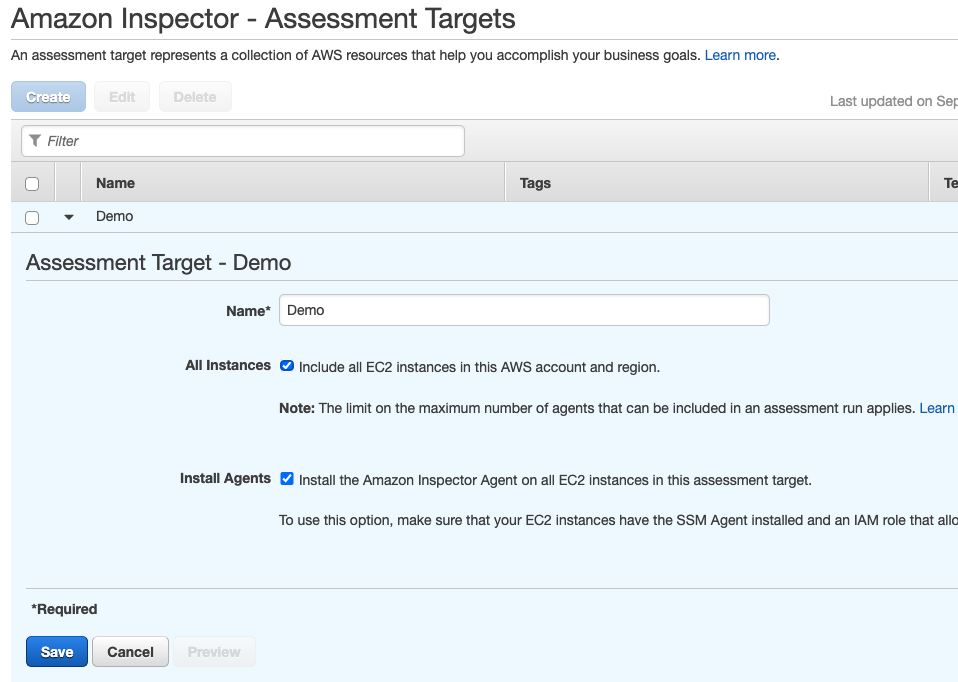 Amazon Inspector - Assessment Targets
An assessment target represents a collection of AWS resources that help you accomplish your business goals. Learn more.
Create Edit Delete
Last updated on Sep
Filter
Name Tags Te
Demo
Assessment Target - Demo
Name* Demo
All Instances Include all EC2 instances in this AWS account and region.
Note: The limit on the maximum number of agents that can be included in an assessment run applies. Learn
Install Agents Install the Amazon Inspector Agent on all EC2 instances in this assessment target.
To use this option, make sure that your EC2 instances have the SSM Agent installed and an IAM role that allo
*Required
Save Cancel Preview